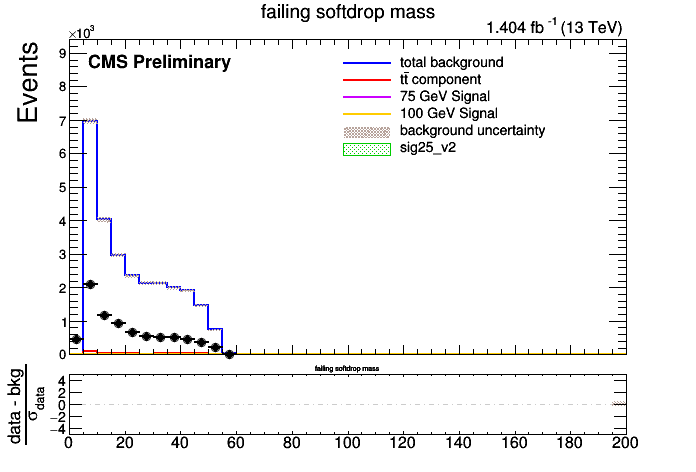 failing softdrop mass
×10³
1.404 fb⁻¹ (13 TeV)
Events
CMS Preliminary
total background
tt̄ component
75 GeV Signal
100 GeV Signal
background uncertainty
sig25_v2
9
8
7
6
5
4
3
2
1
0
failing softdrop mass
data - bkg
σ_data
4
2
0
−2
−4
0 20 40 60 80 100 120 140 160 180 200